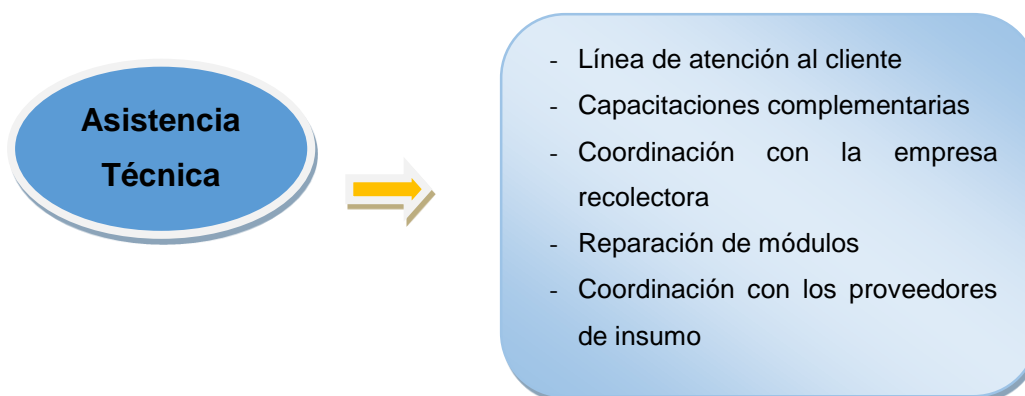 Asistencia
Técnica
- Línea de atención al cliente
- Capacitaciones complementarias
- Coordinación con la empresa
recolectora
- Reparación de módulos
- Coordinación con los proveedores
de insumo